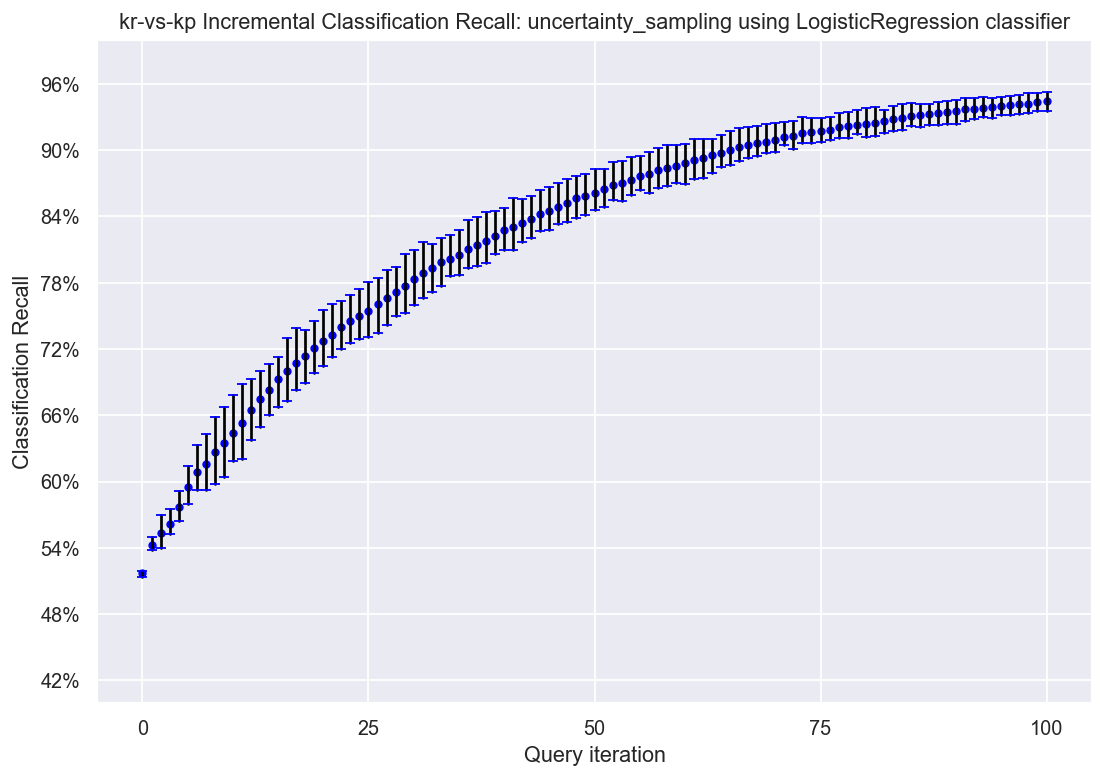 kr-vs-kp Incremental Classification Recall: uncertainty_sampling using LogisticRegression classifier
96%
90%
84%
78%
72%
66%
60%
54%
48%
42%
Classification Recall
0 25 50 75 100
Query iteration